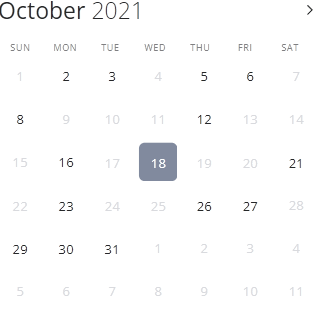 October 2021
SUN MON TUE WED THU FRI SAT
1 2 3 4 5 6 7
8 9 10 11 12 13 14
15 16 17 18 19 20 21
22 23 24 25 26 27 28
29 30 31 1 2 3 4
5 6 7 8 9 10 11